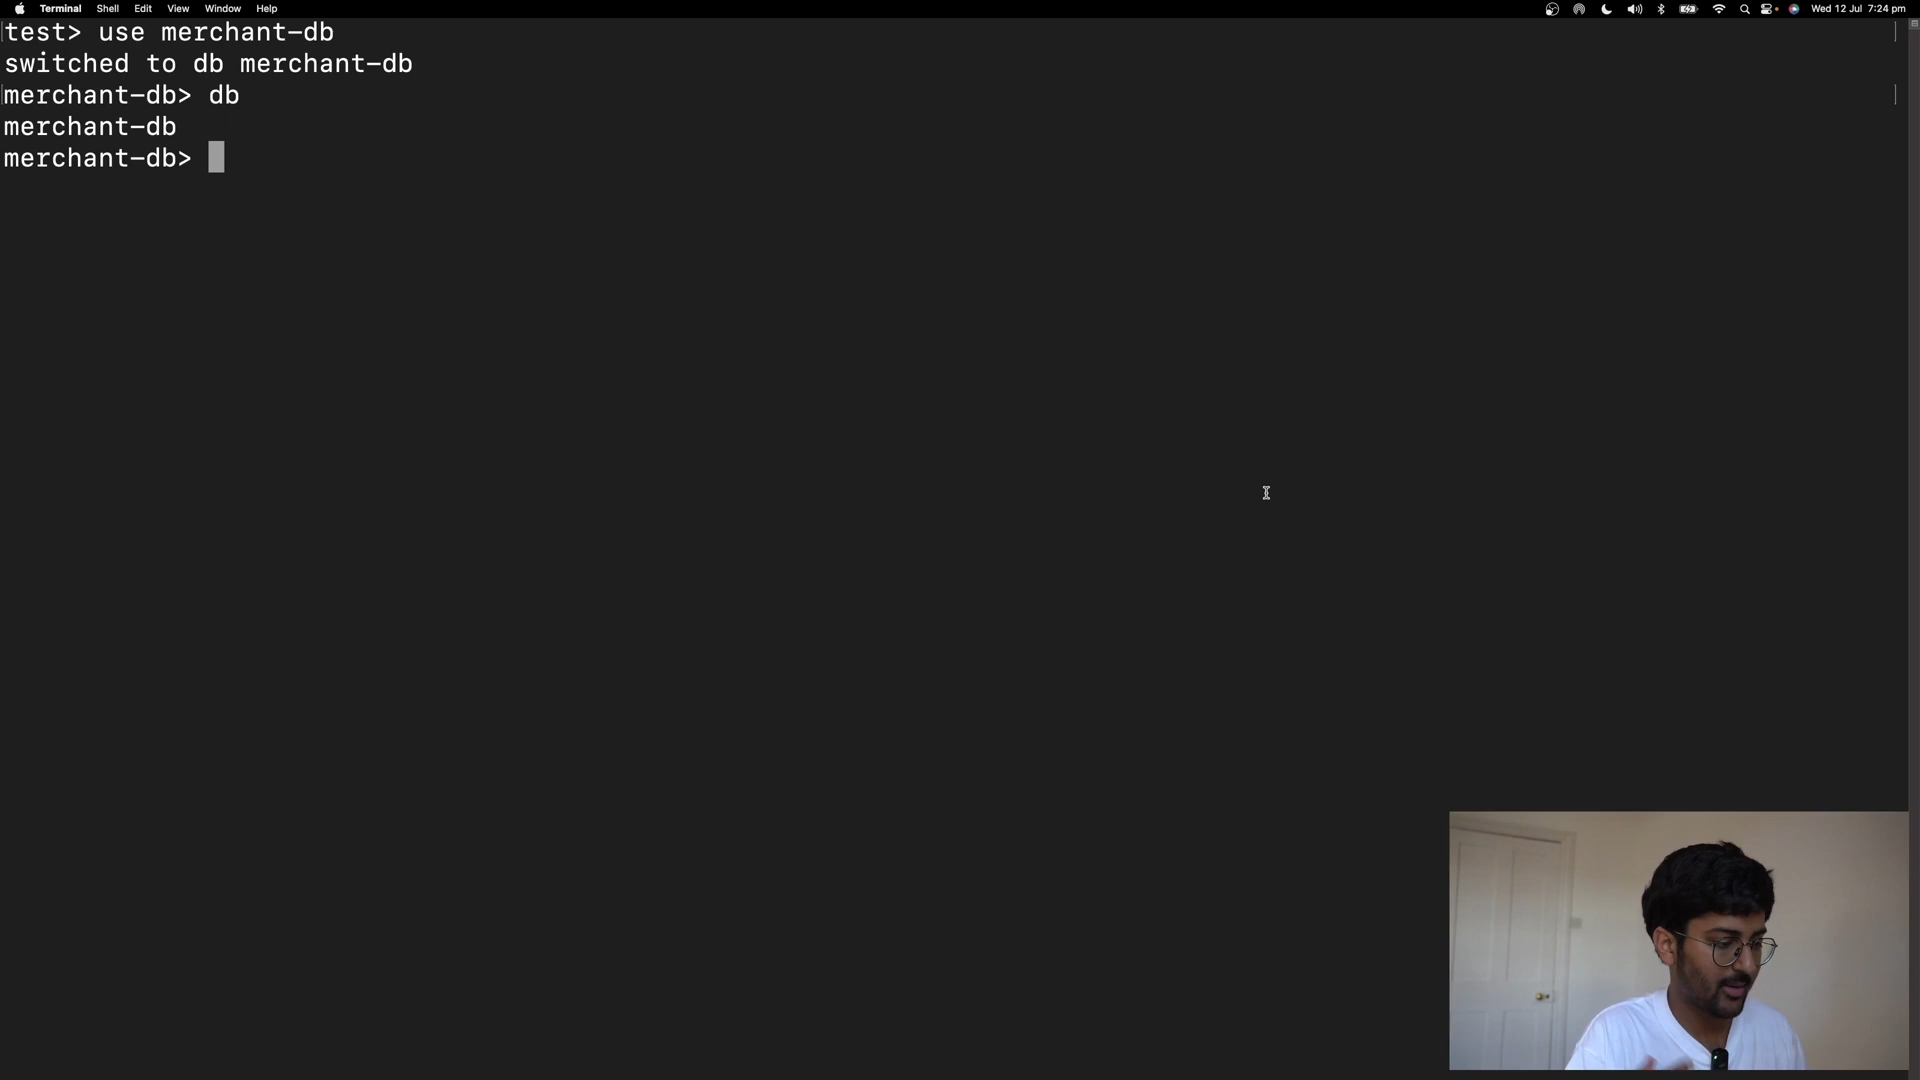 Terminal Shell Edit View Window Help Wed 12 Jul 7:24 pm
test> use merchant-db
switched to db merchant-db
merchant-db> db
merchant-db
merchant-db>